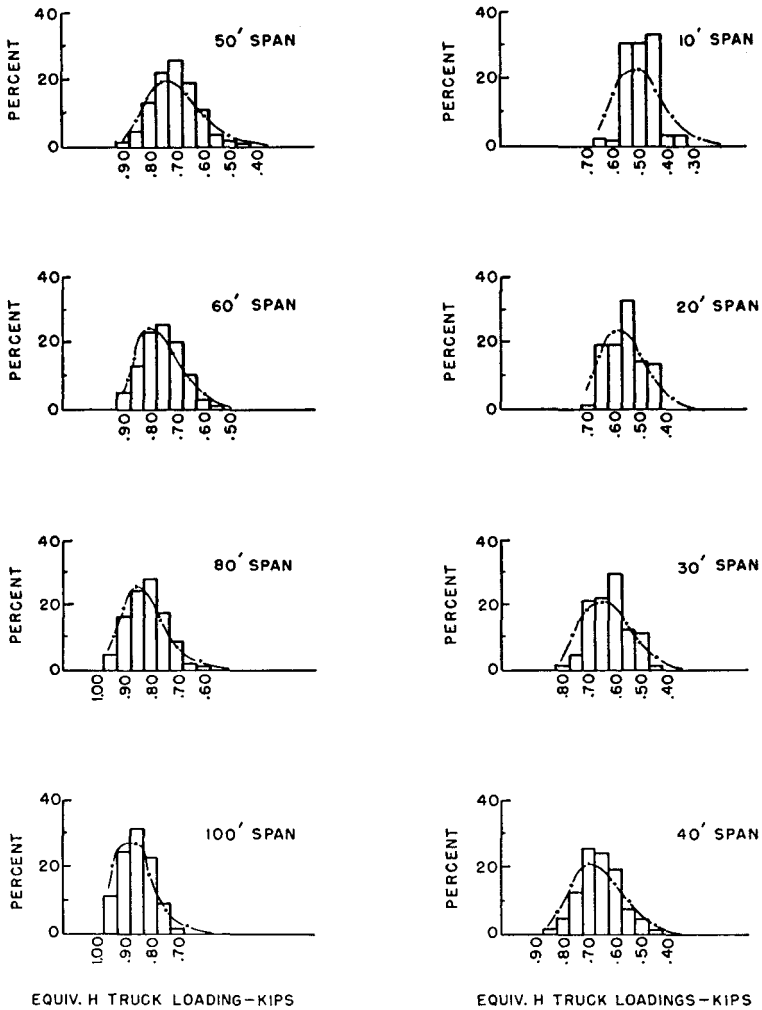 PERCENT
40
20
0
50' SPAN
.90 .80 .70 .60 .50 .40
PERCENT
40
20
0
60' SPAN
.90 .80 .70 .60 .50
PERCENT
40
20
0
80' SPAN
1.00 .90 .80 .70 .60
PERCENT
40
20
0
100' SPAN
1.00 .90 .80 .70
EQUIV. H TRUCK LOADING-KIPS
PERCENT
40
20
0
10' SPAN
.70 .60 .50 .40 .30
PERCENT
40
20
0
20' SPAN
.70 .60 .50 .40
PERCENT
40
20
0
30' SPAN
.80 .70 .60 .50 .40
PERCENT
40
20
0
40' SPAN
.90 .80 .70 .60 .50 .40
EQUIV. H TRUCK LOADINGS-KIPS